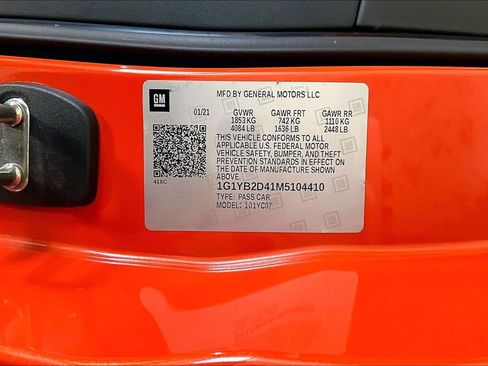 GM
MFD BY GENERAL MOTORS LLC
01/21 GVWR GAWR FRT GAWR RR
1853 KG 742 KG 1110 KG
4084 LB 1636 LB 2448 LB
THIS VEHICLE CONFORMS TO ALL
APPLICABLE U.S. FEDERAL MOTOR
VEHICLE SAFETY, BUMPER, AND THEFT
PREVENTION STANDARDS IN EFFECT ON
THE DATE OF MANUFACTURE SHOWN
ABOVE.
418C
1G1YB2D41M5104410
TYPE: PASS CAR
MODEL: 101YC07